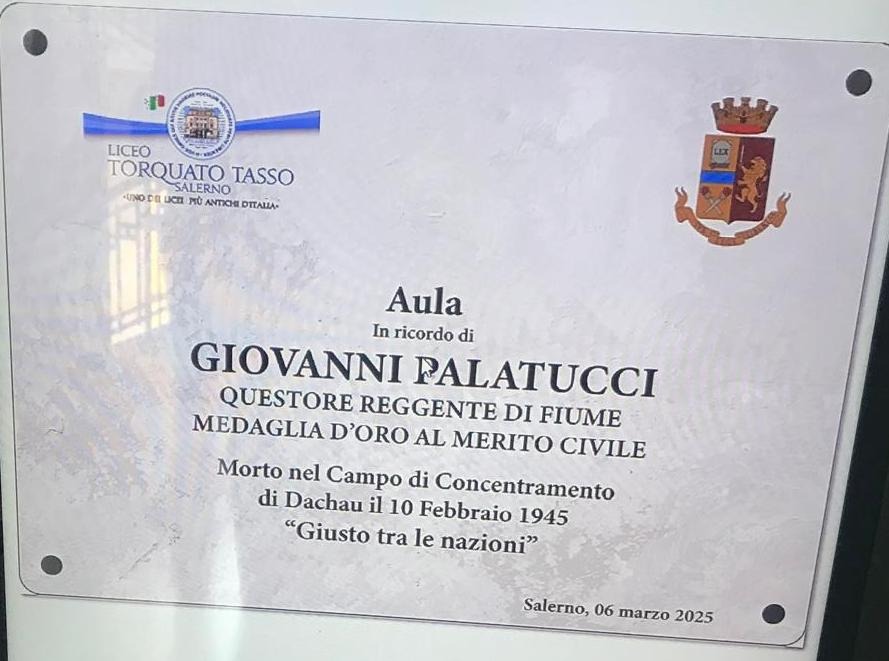 LICEO
TORQUATO TASSO
SALERNO
•UNO DEI LICEI PIÙ ANTICHI D'ITALIA•
LEX
Aula
In ricordo di
GIOVANNI PALATUCCI
QUESTORE REGGENTE DI FIUME
MEDAGLIA D'ORO AL MERITO CIVILE
Morto nel Campo di Concentramento
di Dachau il 10 Febbraio 1945
“Giusto tra le nazioni”
Salerno, 06 marzo 2025